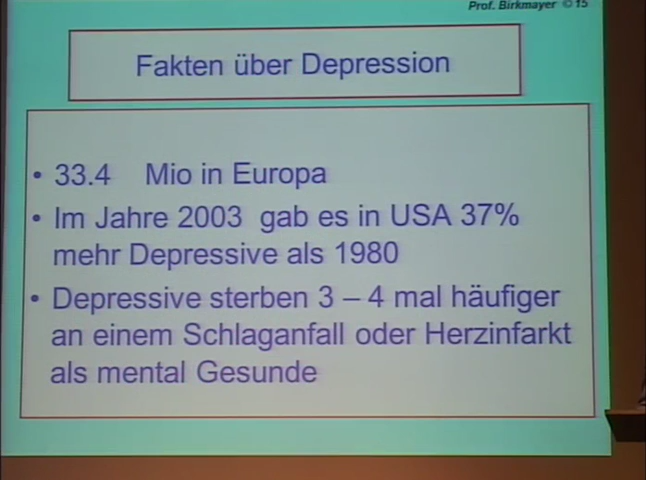 Prof. Birkmayer © 15
Fakten über Depression
• 33.4 Mio in Europa
• Im Jahre 2003 gab es in USA 37%
mehr Depressive als 1980
• Depressive sterben 3 – 4 mal häufiger
an einem Schlaganfall oder Herzinfarkt
als mental Gesunde